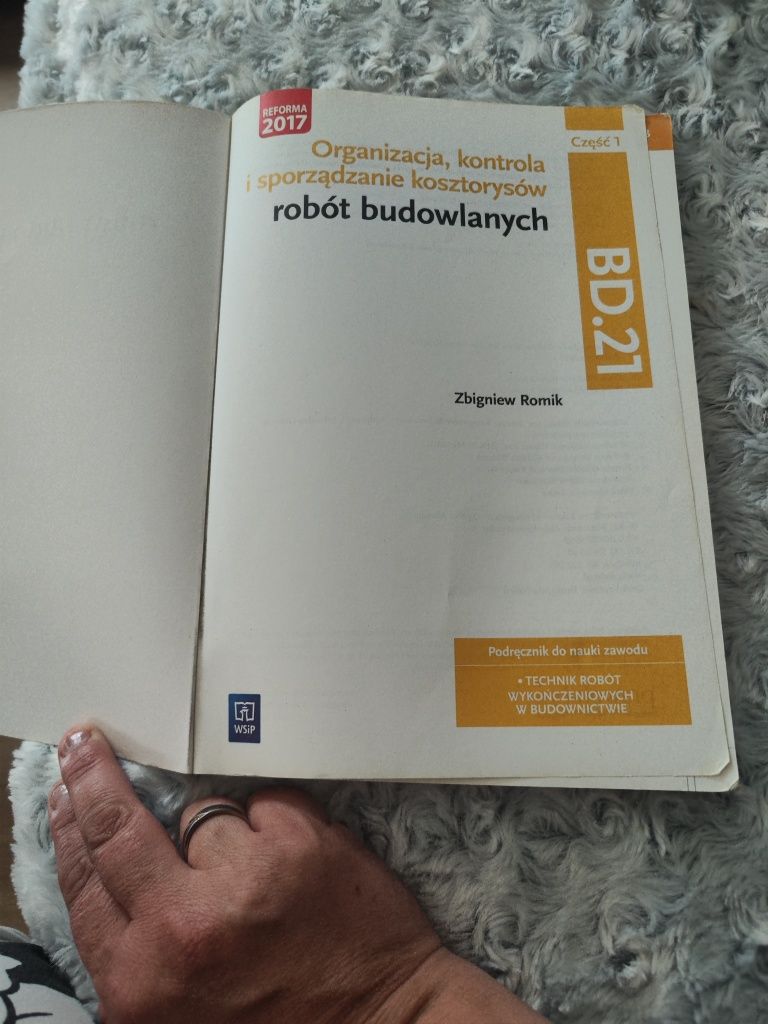 REFORMA
2017
Część 1
Organizacja, kontrola
i sporządzanie kosztorysów
robót budowlanych
BD.21
Zbigniew Romik
Podręcznik do nauki zawodu
• TECHNIK ROBÓT
WYKOŃCZENIOWYCH
W BUDOWNICTWIE
WSiP